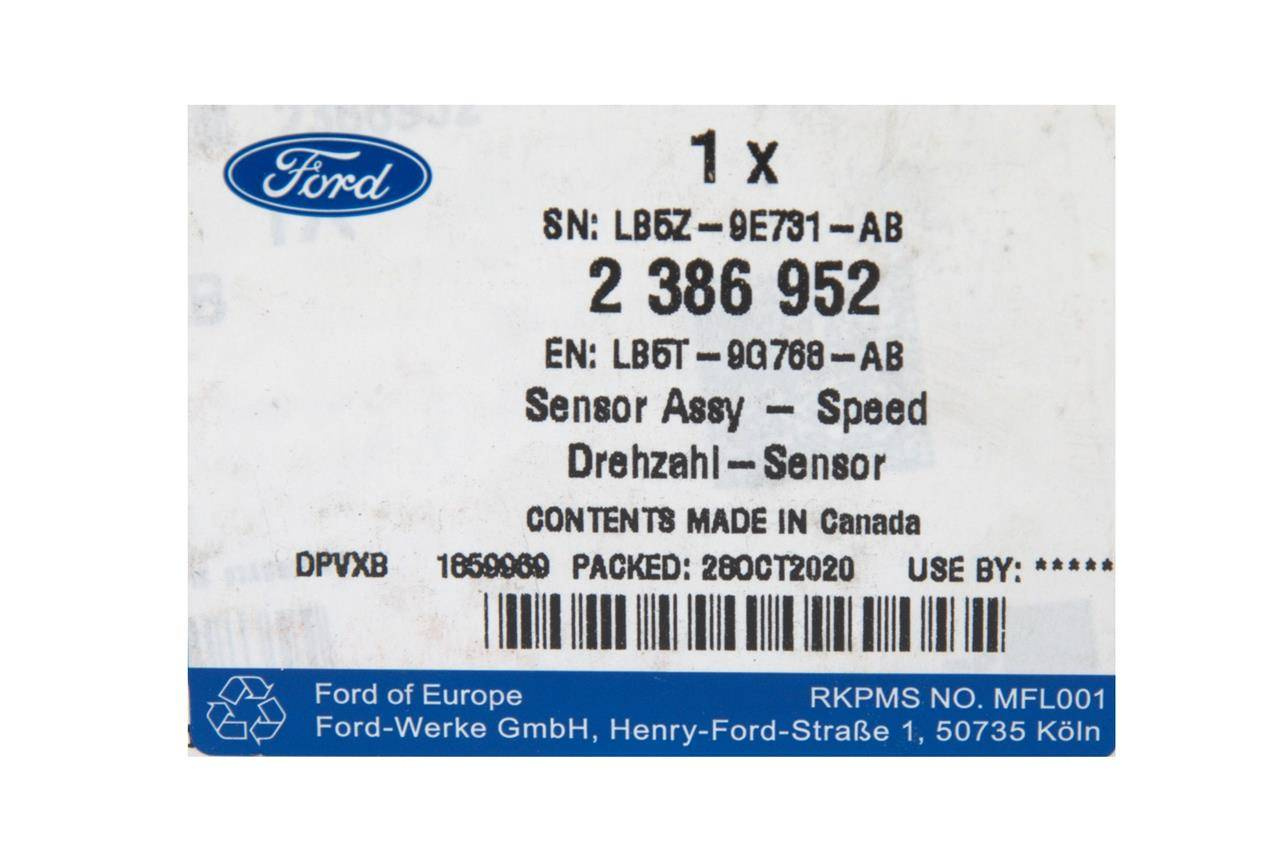 Ford
1 x
SN: LB5Z-9E731-AB
2 386 952
EN: LB5T-9G768-AB
Sensor Assy - Speed
Drehzahl-Sensor
CONTENTS MADE IN Canada
DPVXB 1859969 PACKED: 28OCT2020 USE BY: *****
Ford of Europe RKPMS NO. MFL001
Ford-Werke GmbH, Henry-Ford-Straße 1, 50735 Köln